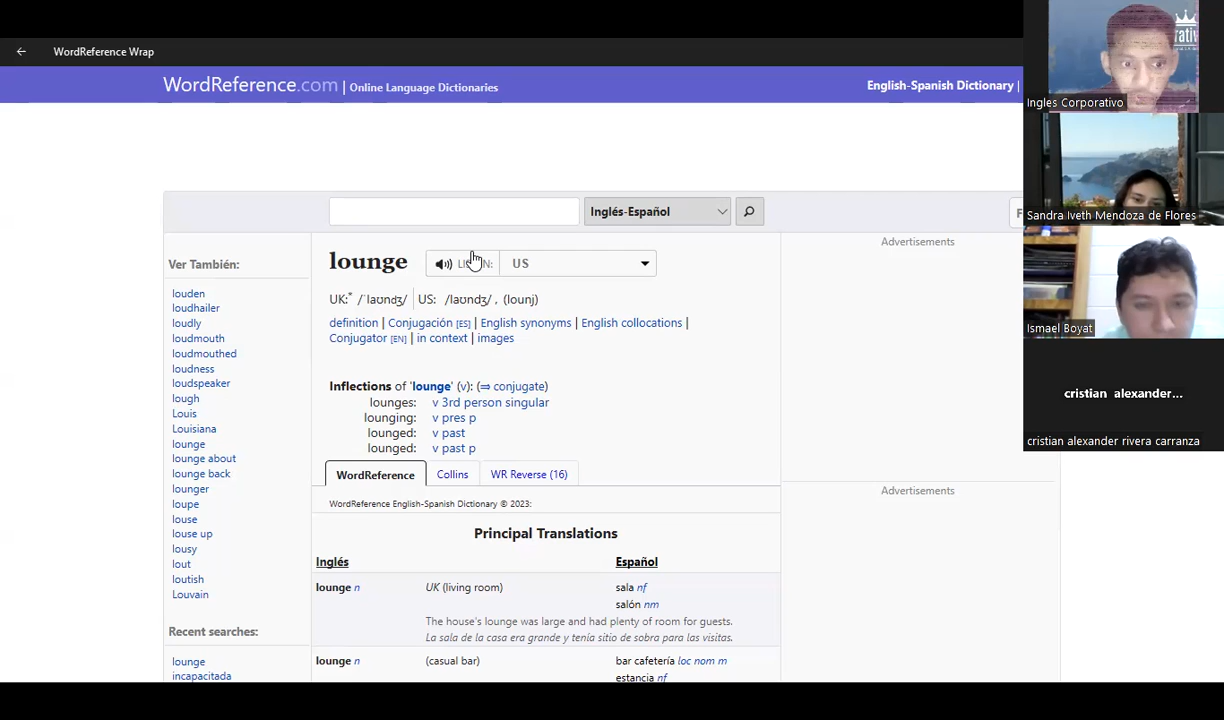 WordReference Wrap
WordReference.com | Online Language Dictionaries
English-Spanish Dictionary |
Inglés-Español
Ver También:
louden
loudhailer
loudly
loudmouth
loudmouthed
loudness
loudspeaker
lough
Louis
Louisiana
lounge
lounge about
lounge back
lounger
loupe
louse
louse up
lousy
lout
loutish
Louvain
Recent searches:
lounge
incapacitada
lounge
US
UK:* /ˈlaʊndʒ/ US: /laʊndʒ/ , (lounj)
definition | Conjugación [ES] | English synonyms | English collocations |
Conjugator [EN] | in context | images
Inflections of 'lounge' (v): (⇒ conjugate)
lounges: v 3rd person singular
lounging: v pres p
lounged: v past
lounged: v past p
WordReference Collins WR Reverse (16)
WordReference English-Spanish Dictionary © 2023:
Principal Translations
Inglés Español
lounge n UK (living room) sala nf
salón nm
The house's lounge was large and had plenty of room for guests.
La sala de la casa era grande y tenía sitio de sobra para las visitas.
lounge n (casual bar) bar cafetería loc nom m
estancia nf
Advertisements
Advertisements
Ingles Corporativo
Sandra Iveth Mendoza de Flores
Ismael Boyat
cristian alexander...
cristian alexander rivera carranza